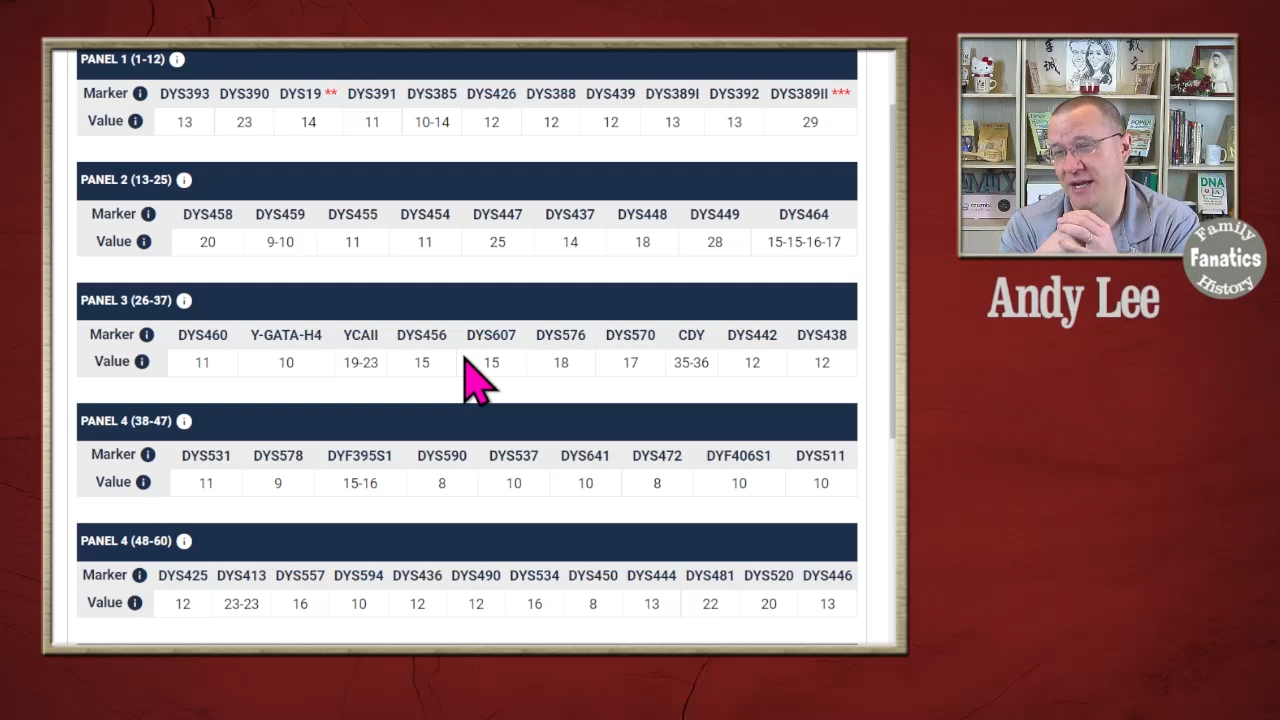 PANEL 1 (1-12)
Marker DYS393 DYS390 DYS19 ** DYS391 DYS385 DYS426 DYS388 DYS439 DYS389I DYS392 DYS389II ***
Value 13 23 14 11 10-14 12 12 12 13 13 29
PANEL 2 (13-25)
Marker DYS458 DYS459 DYS455 DYS454 DYS447 DYS437 DYS448 DYS449 DYS464
Value 20 9-10 11 11 25 14 18 28 15-15-16-17
PANEL 3 (26-37)
Marker DYS460 Y-GATA-H4 YCAII DYS456 DYS607 DYS576 DYS570 CDY DYS442 DYS438
Value 11 10 19-23 15 15 18 17 35-36 12 12
PANEL 4 (38-47)
Marker DYS531 DYS578 DYF395S1 DYS590 DYS537 DYS641 DYS472 DYF406S1 DYS511
Value 11 9 15-16 8 10 10 8 10 10
PANEL 4 (48-60)
Marker DYS425 DYS413 DYS557 DYS594 DYS436 DYS490 DYS534 DYS450 DYS444 DYS481 DYS520 DYS446
Value 12 23-23 16 10 12 12 16 8 13 22 20 13
DNA
Family
Fanatics
History
Andy Lee